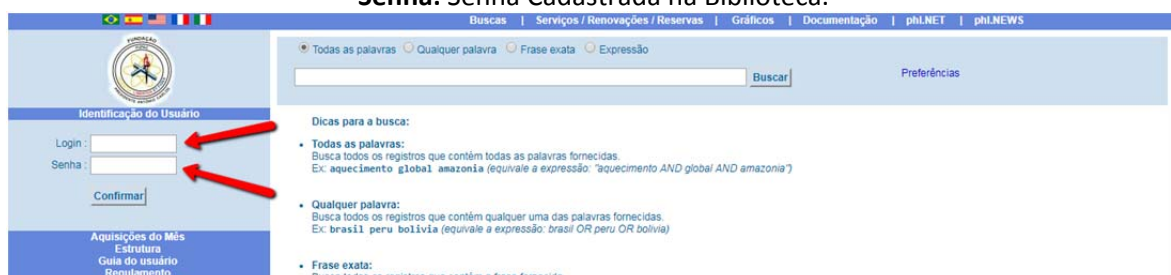 Senha: Senha Cadastrada na Biblioteca.
Buscas | Serviços / Renovações / Reservas | Gráficos | Documentação | phl.NET | phl.NEWS
FUNDAÇÃO
PRESIDENTE ANTÔNIO CARLOS
Todas as palavras Qualquer palavra Frase exata Expressão
Buscar
Preferências
Identificação do Usuário
Login :
Senha :
Confirmar
Aquisições do Mês
Estrutura
Guia do usuário
Regulamento
Dicas para a busca:
• Todas as palavras:
Busca todos os registros que contêm todas as palavras fornecidas.
Ex: aquecimento global amazonia (equivale a expressão: "aquecimento AND global AND amazonia")
• Qualquer palavra:
Busca todos os registros que contêm qualquer uma das palavras fornecidas.
Ex: brasil peru bolivia (equivale a expressão: brasil OR peru OR bolivia)
• Frase exata: